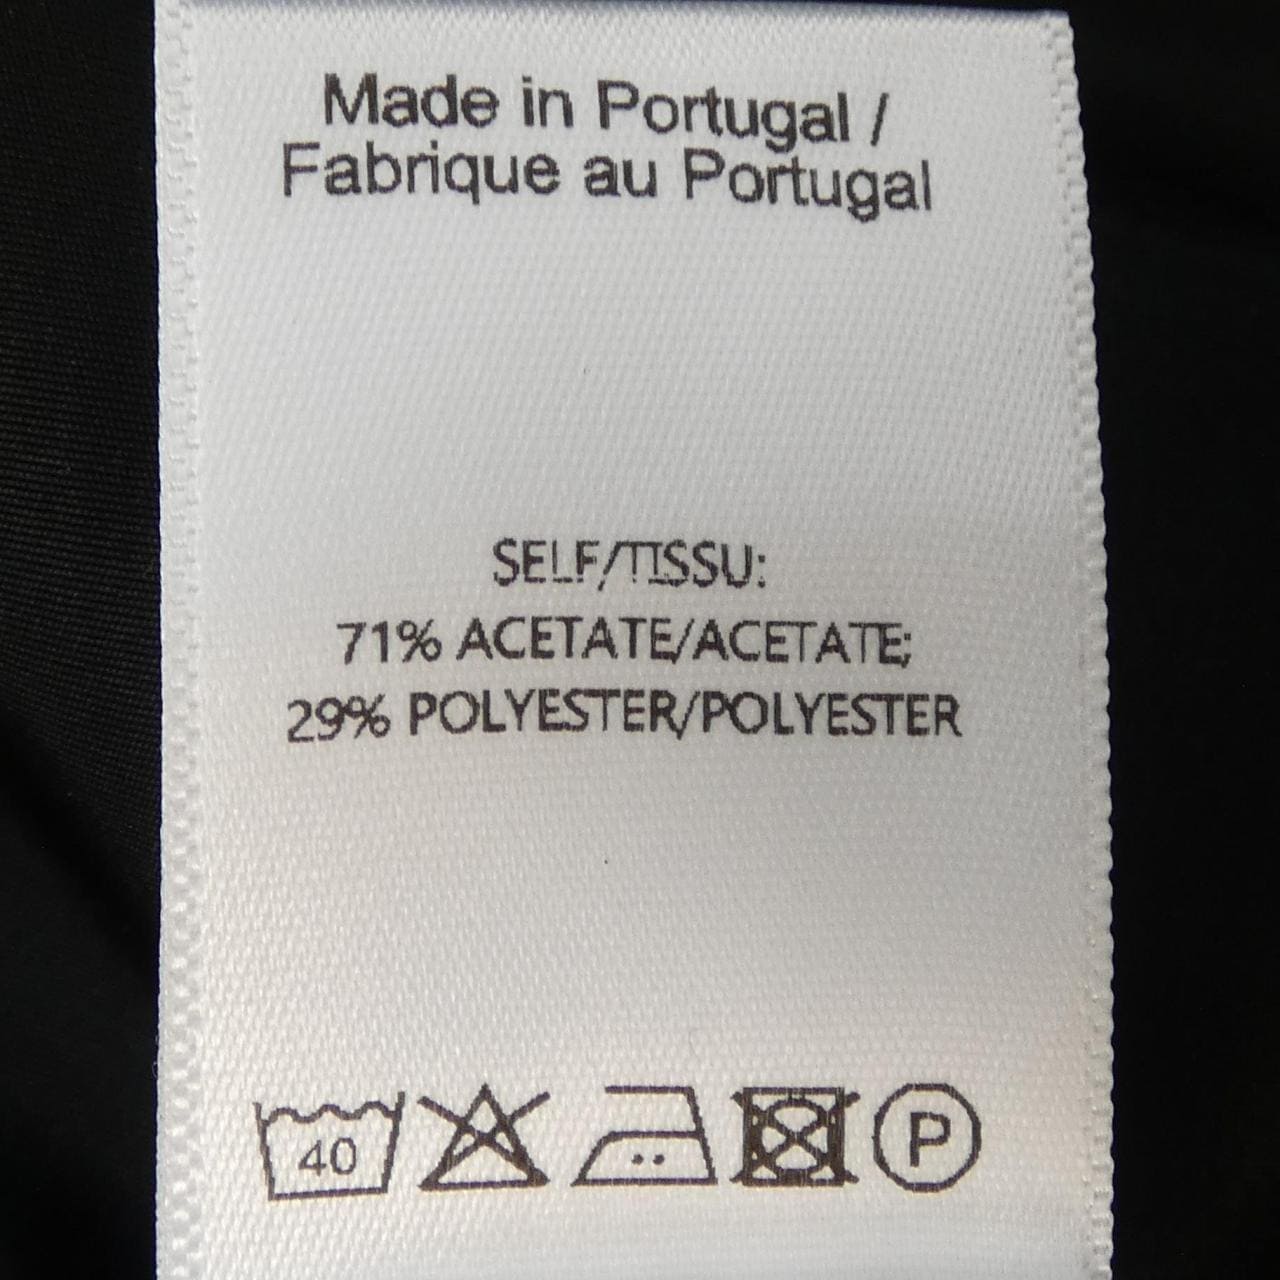 Made in Portugal /
Fabrique au Portugal
SELF/TISSU:
71% ACETATE/ACETATE;
29% POLYESTER/POLYESTER
40 P